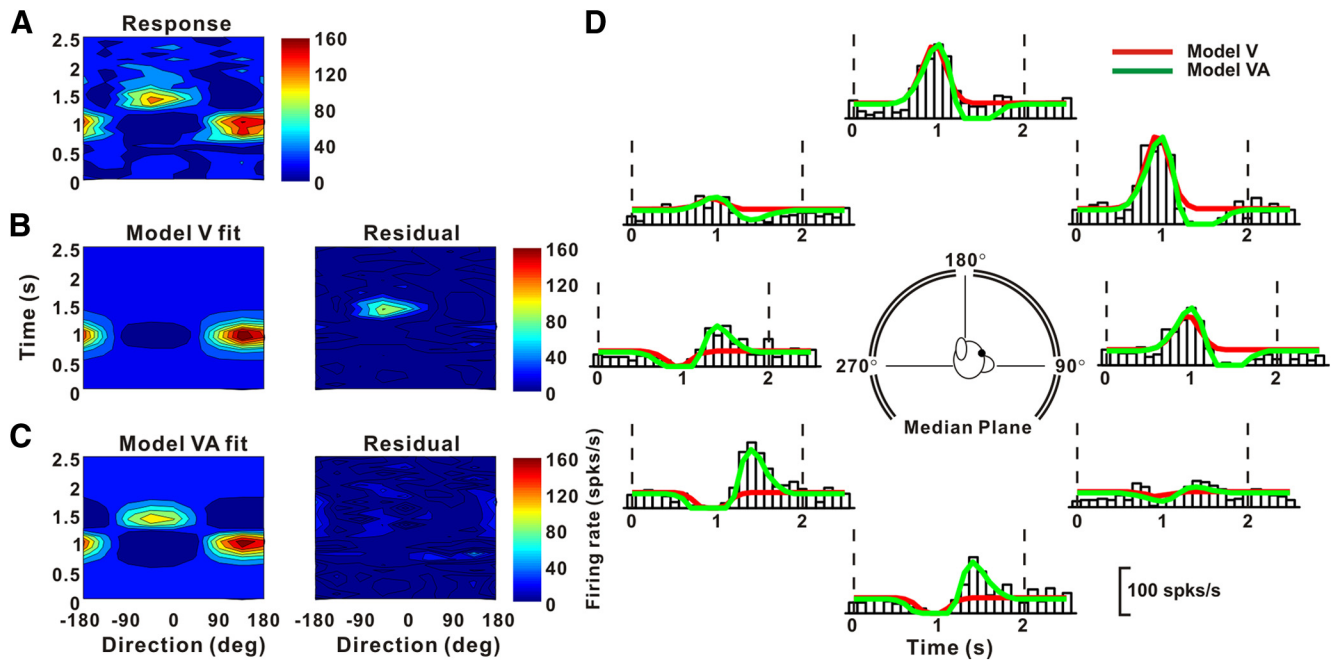 A
Response
2.5
2
1.5
1
0.5
0
160
120
80
40
0
B
Model V fit
Residual
2.5
2
1.5
1
0.5
0
160
120
80
40
0
Time (s)
C
Model VA fit
Residual
2.5
2
1.5
1
0.5
0
160
120
80
40
0
Firing rate (spks/s)
-180 -90 0 90 180
-180 -90 0 90 180
Direction (deg)
Direction (deg)
D
Model V
Model VA
0 1 2
0 1 2
0 1 2
180°
270°
90°
Median Plane
0 1 2
0 1 2
0 1 2
0 1 2
0 1 2
Time (s)
100 spks/s